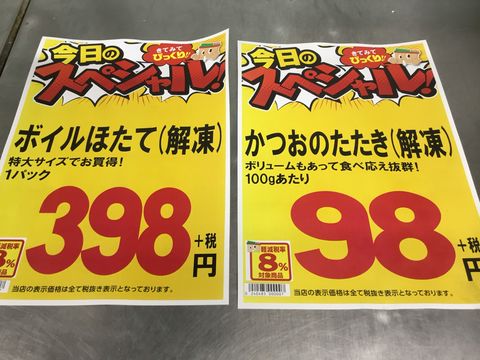 今日の
きてみて
びっくり!!
スペシャル!
ボイルほたて(解凍)
特大サイズでお買得!
1パック
398
+税
円
軽減税率
8%
当店の表示価格は全て税抜き表示となっております。
今日の
きてみて
びっくり!!
スペシャル!
かつおのたたき(解凍)
ボリュームもあって食べ応え抜群!
100gあたり
98
+税
円
軽減税率
8%
対象商品
当店の表示価格は全て税抜き表示となっております。